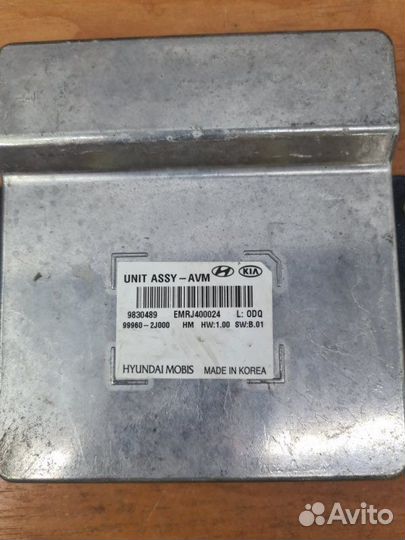 UNIT ASSY-AVM KIA
9830489 EMRJ400024 L: ODQ
99960-2J000 HM HW:1.00 SW:B.01
HYUNDAI MOBIS MADE IN KOREA
Avito